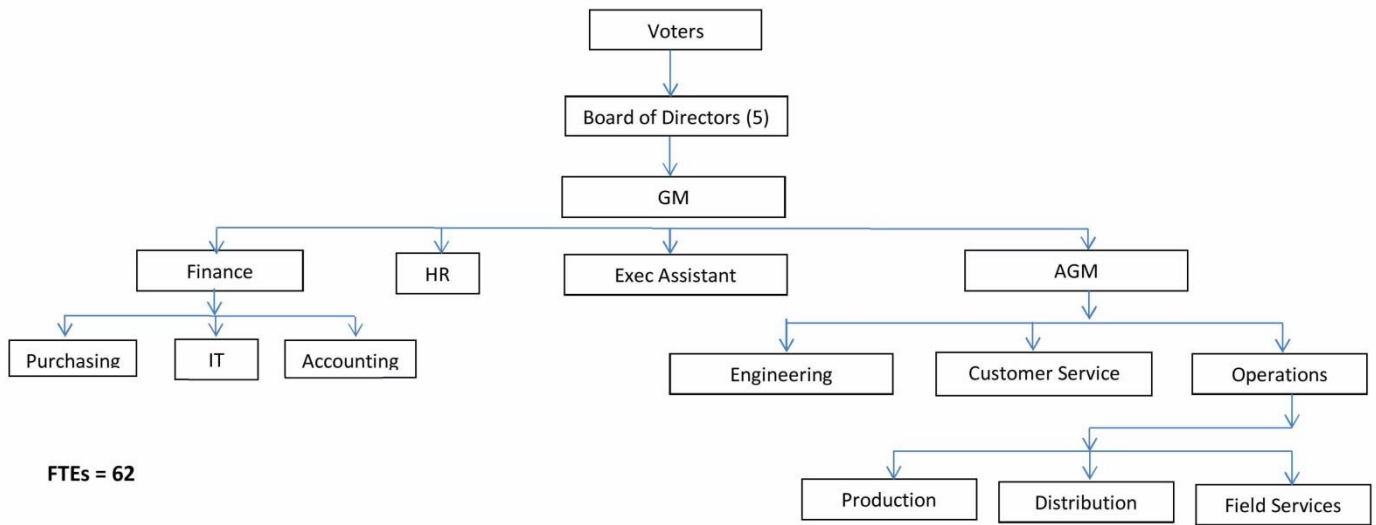 Voters
Board of Directors (5)
GM
Finance
HR
Exec Assistant
AGM
Purchasing
IT
Accounting
Engineering
Customer Service
Operations
FTEs = 62
Production
Distribution
Field Services